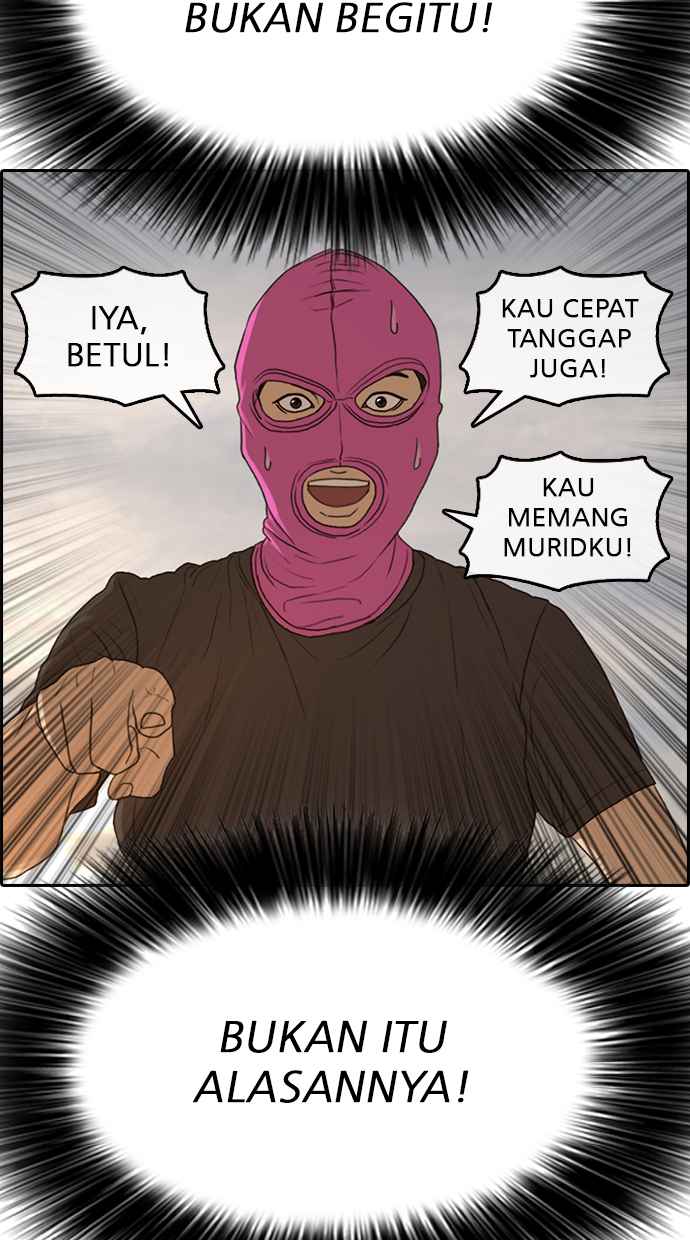 BUKAN BEGITU!
IYA,
BETUL!
KAU CEPAT
TANGGAP
JUGA!
KAU
MEMANG
MURIDKU!
BUKAN ITU
ALASANNYA!